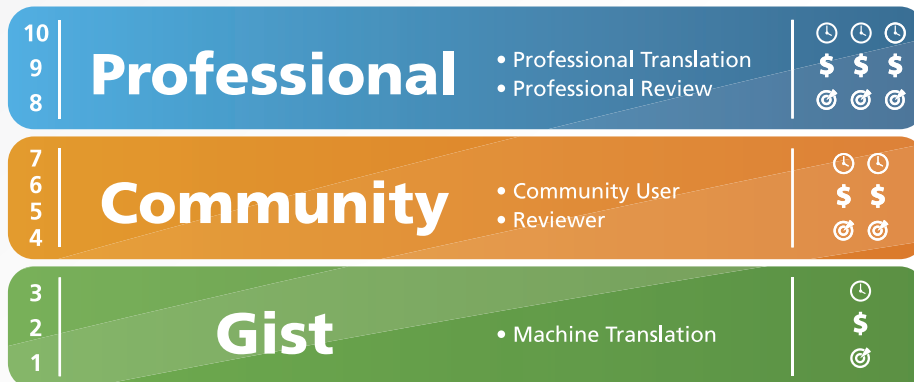 10
9
8
Professional
• Professional Translation
• Professional Review
$ $ $
7
6
5
4
Community
• Community User
• Reviewer
$ $
3
2
1
Gist
• Machine Translation
$